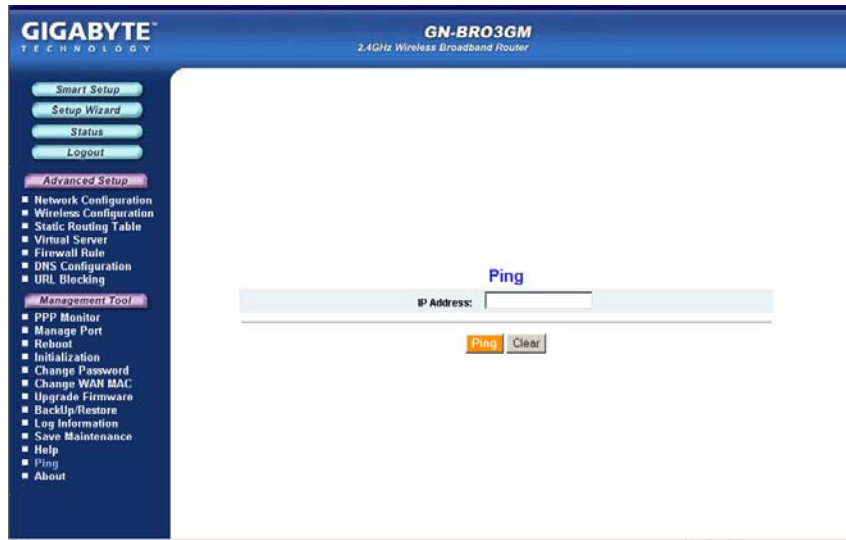 GIGABYTE™
TECHNOLOGY
GN-BRO3GM
2.4GHz Wireless Broadband Router
Smart Setup
Setup Wizard
Status
Logout
Advanced Setup
Network Configuration
Wireless Configuration
Static Routing Table
Virtual Server
Firewall Rule
DNS Configuration
URL Blocking
Management Tool
PPP Monitor
Manage Port
Reboot
Initialization
Change Password
Change WAN MAC
Upgrade Firmware
BackUp/Restore
Log Information
Save Maintenance
Help
Ping
About
Ping
IP Address:
Ping Clear